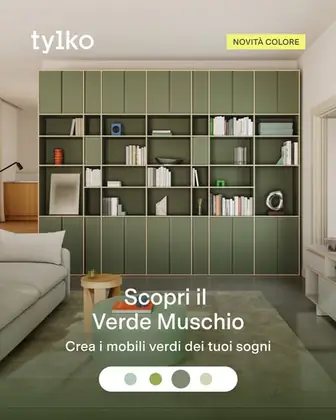 tylko
NOVITÀ COLORE
Scopri il
Verde Muschio
Crea i mobili verdi dei tuoi sogni